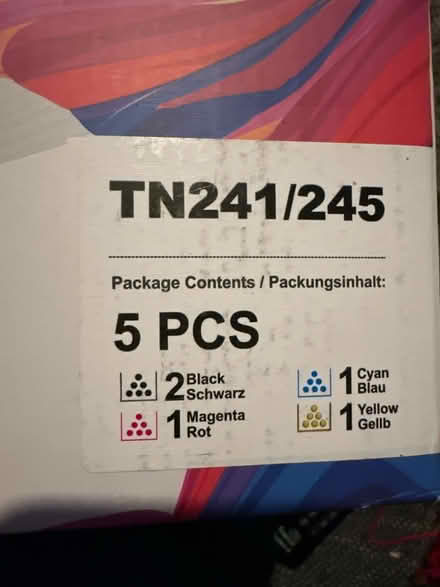 TN241/245
Package Contents / Packungsinhalt:
5 PCS
2 Black Schwarz
1 Cyan Blau
1 Magenta Rot
1 Yellow Gellb